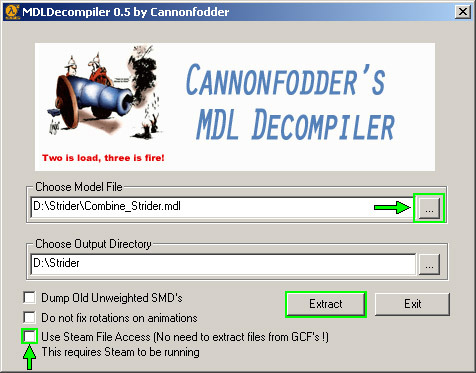 MDLDecompiler 0.5 by Cannonfodder
CANNONFODDER'S
MDL DECOMPILER
Two is load, three is fire!
Choose Model File
D:\Strider\Combine_Strider.mdl
...
Choose Output Directory
D:\Strider
...
Dump Old Unweighted SMD's
Do not fix rotations on animations
Extract
Exit
Use Steam File Access (No need to extract files from GCF's !)
This requires Steam to be running